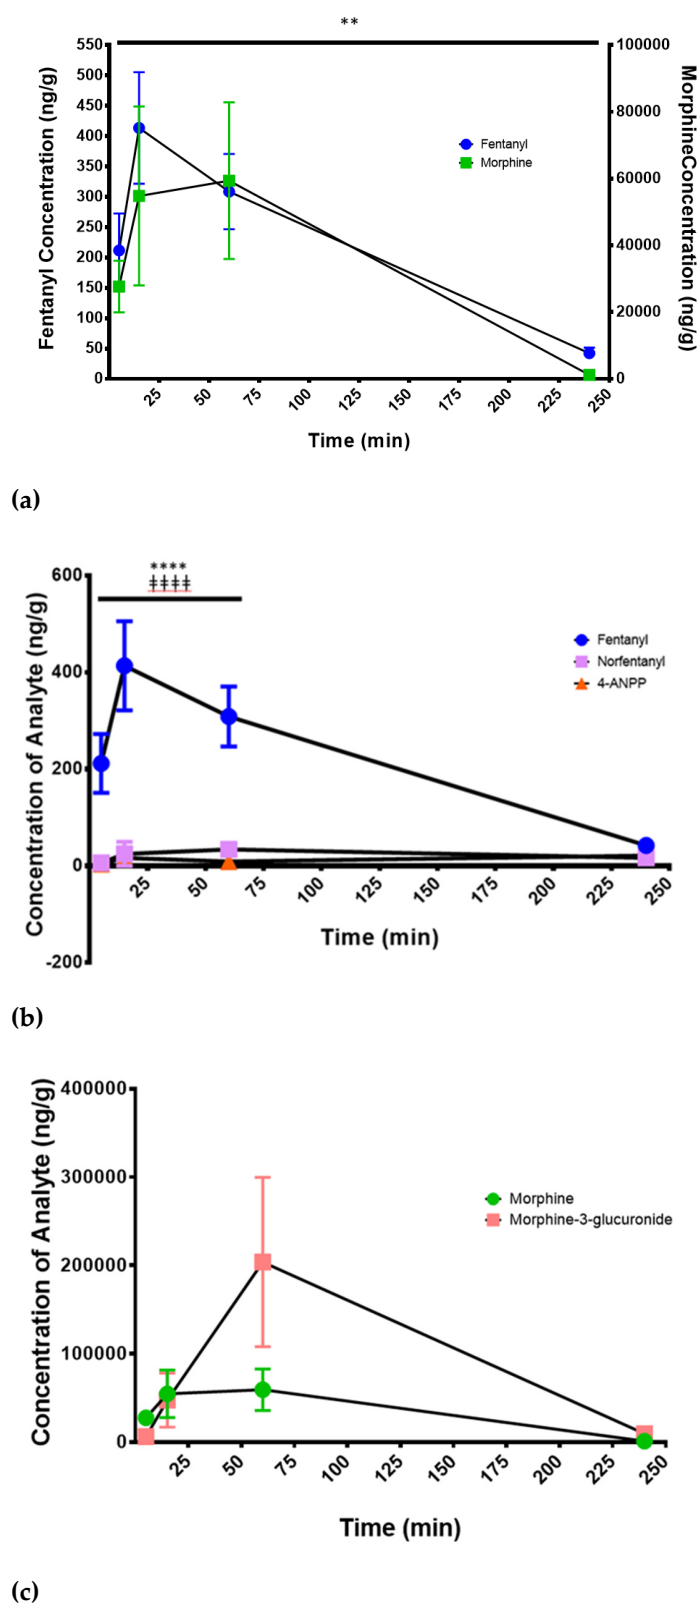 **
Fentanyl Concentration (ng/g)
550
500
450
400
350
300
250
200
150
100
50
0
Fentanyl
Morphine
100000
80000
60000
40000
20000
0
MorphineConcentration (ng/g)
25 50 75 100 125 150 175 200 225 250
Time (min)
(a)
****
‡‡‡‡
Concentration of Analyte (ng/g)
600
400
200
0
-200
Fentanyl
Norfentanyl
4-ANPP
25 50 75 100 125 150 175 200 225 250
Time (min)
(b)
Concentration of Analyte (ng/g)
400000
300000
200000
100000
0
Morphine
Morphine-3-glucuronide
25 50 75 100 125 150 175 200 225 250
Time (min)
(c)